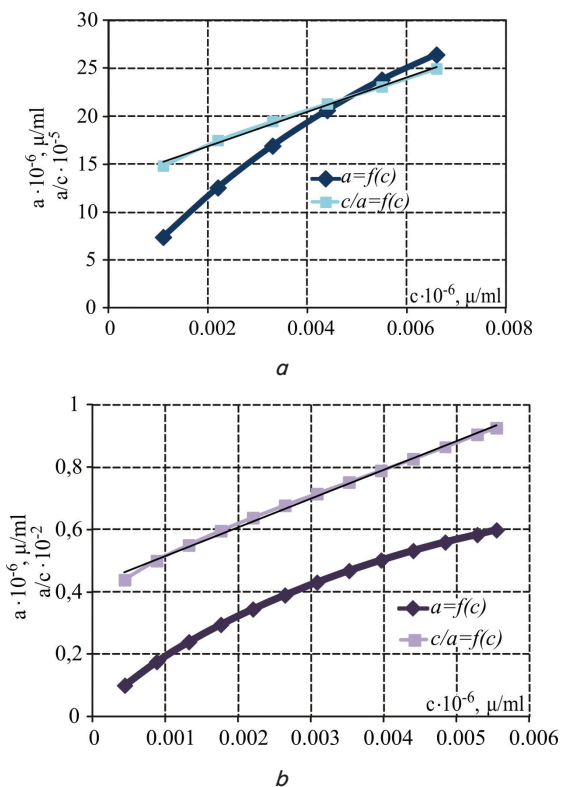 30
25
20
15
10
5
0
a·10⁻⁶, μ/ml
a/c ·10⁻⁵
a=f(c)
c/a=f(c)
c·10⁻⁶, μ/ml
0 0.002 0.004 0.006 0.008
a
1
0,8
0,6
0,4
0,2
0
a·10⁻⁶, μ/ml
a/c ·10⁻²
a=f(c)
c/a=f(c)
c·10⁻⁶, μ/ml
0 0.001 0.002 0.003 0.004 0.005 0.006
b